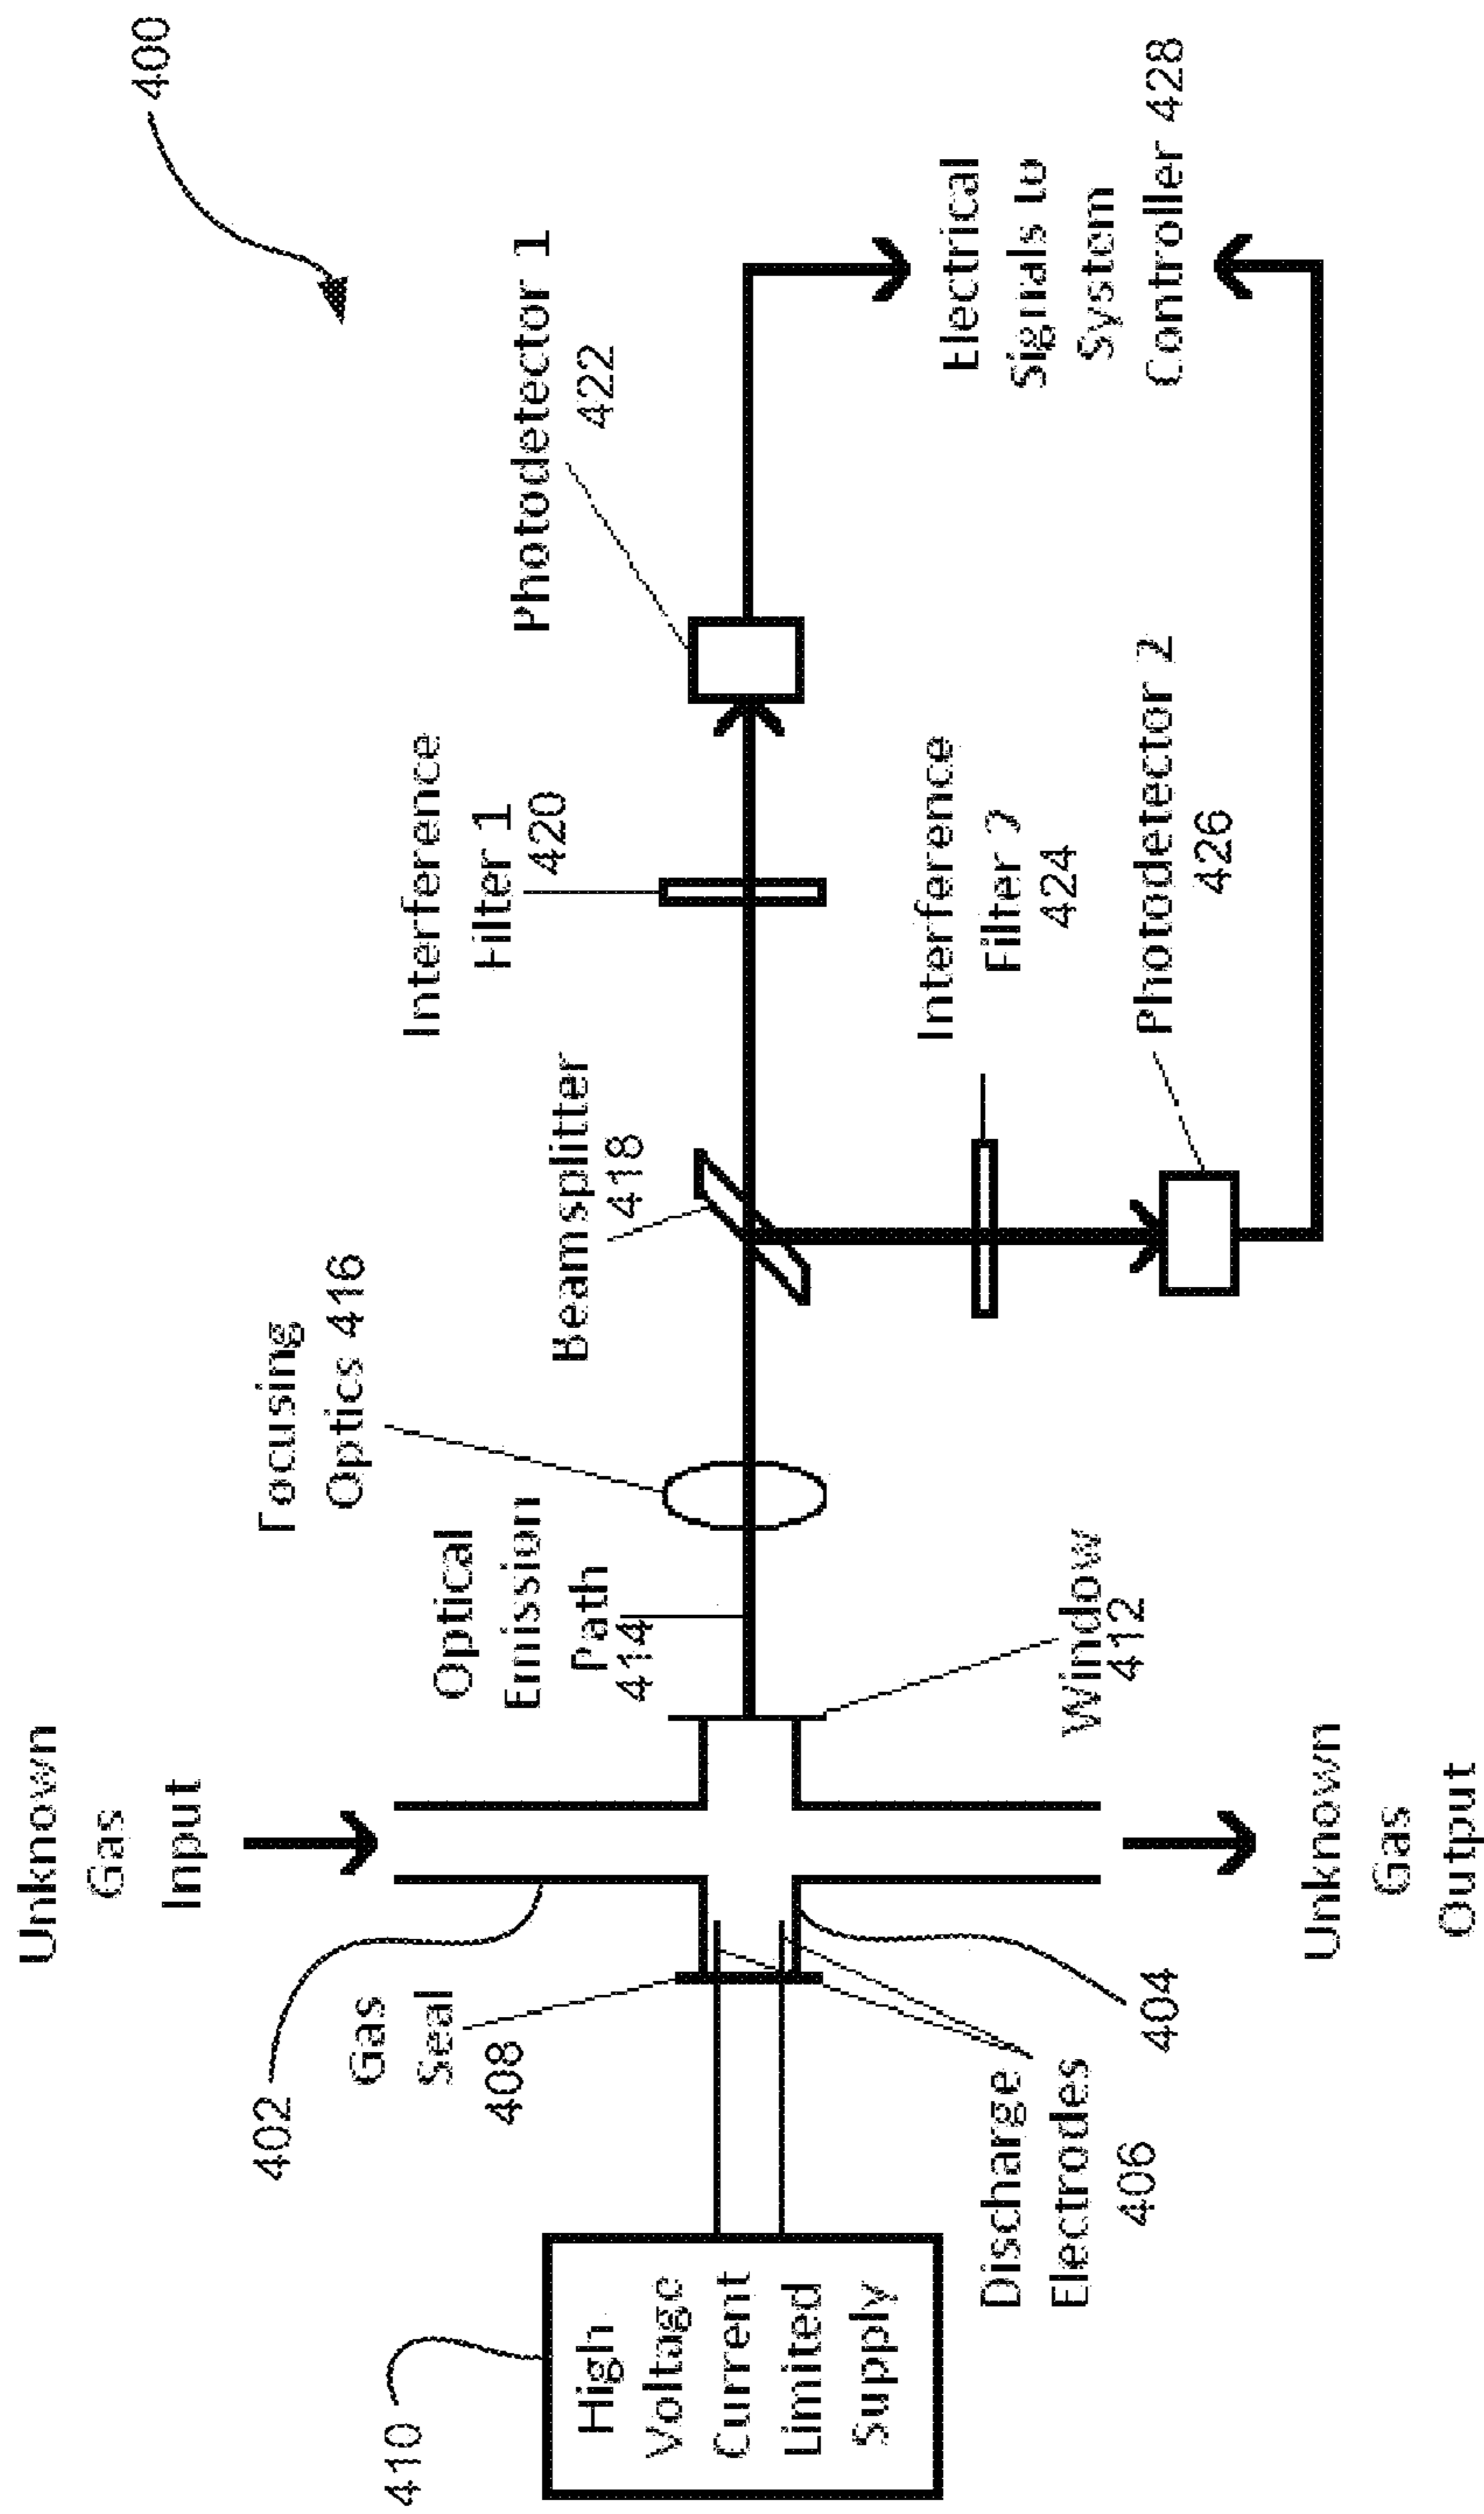 400
Unknown
Gas
Input
402
Gas
Seal
408
410
High
Voltage
Current
Limited
Supply
Discharge
Electrodes
406
404
Unknown
Gas
Output
Window
412
Optical
Emission
Path
414
Focusing
Optics 416
Beamsplitter
418
Interference
Filter 1
420
Photodetector 1
422
Interference
Filter 2
424
Photodetector 2
426
Electrical
Signals to
System
Controller 428